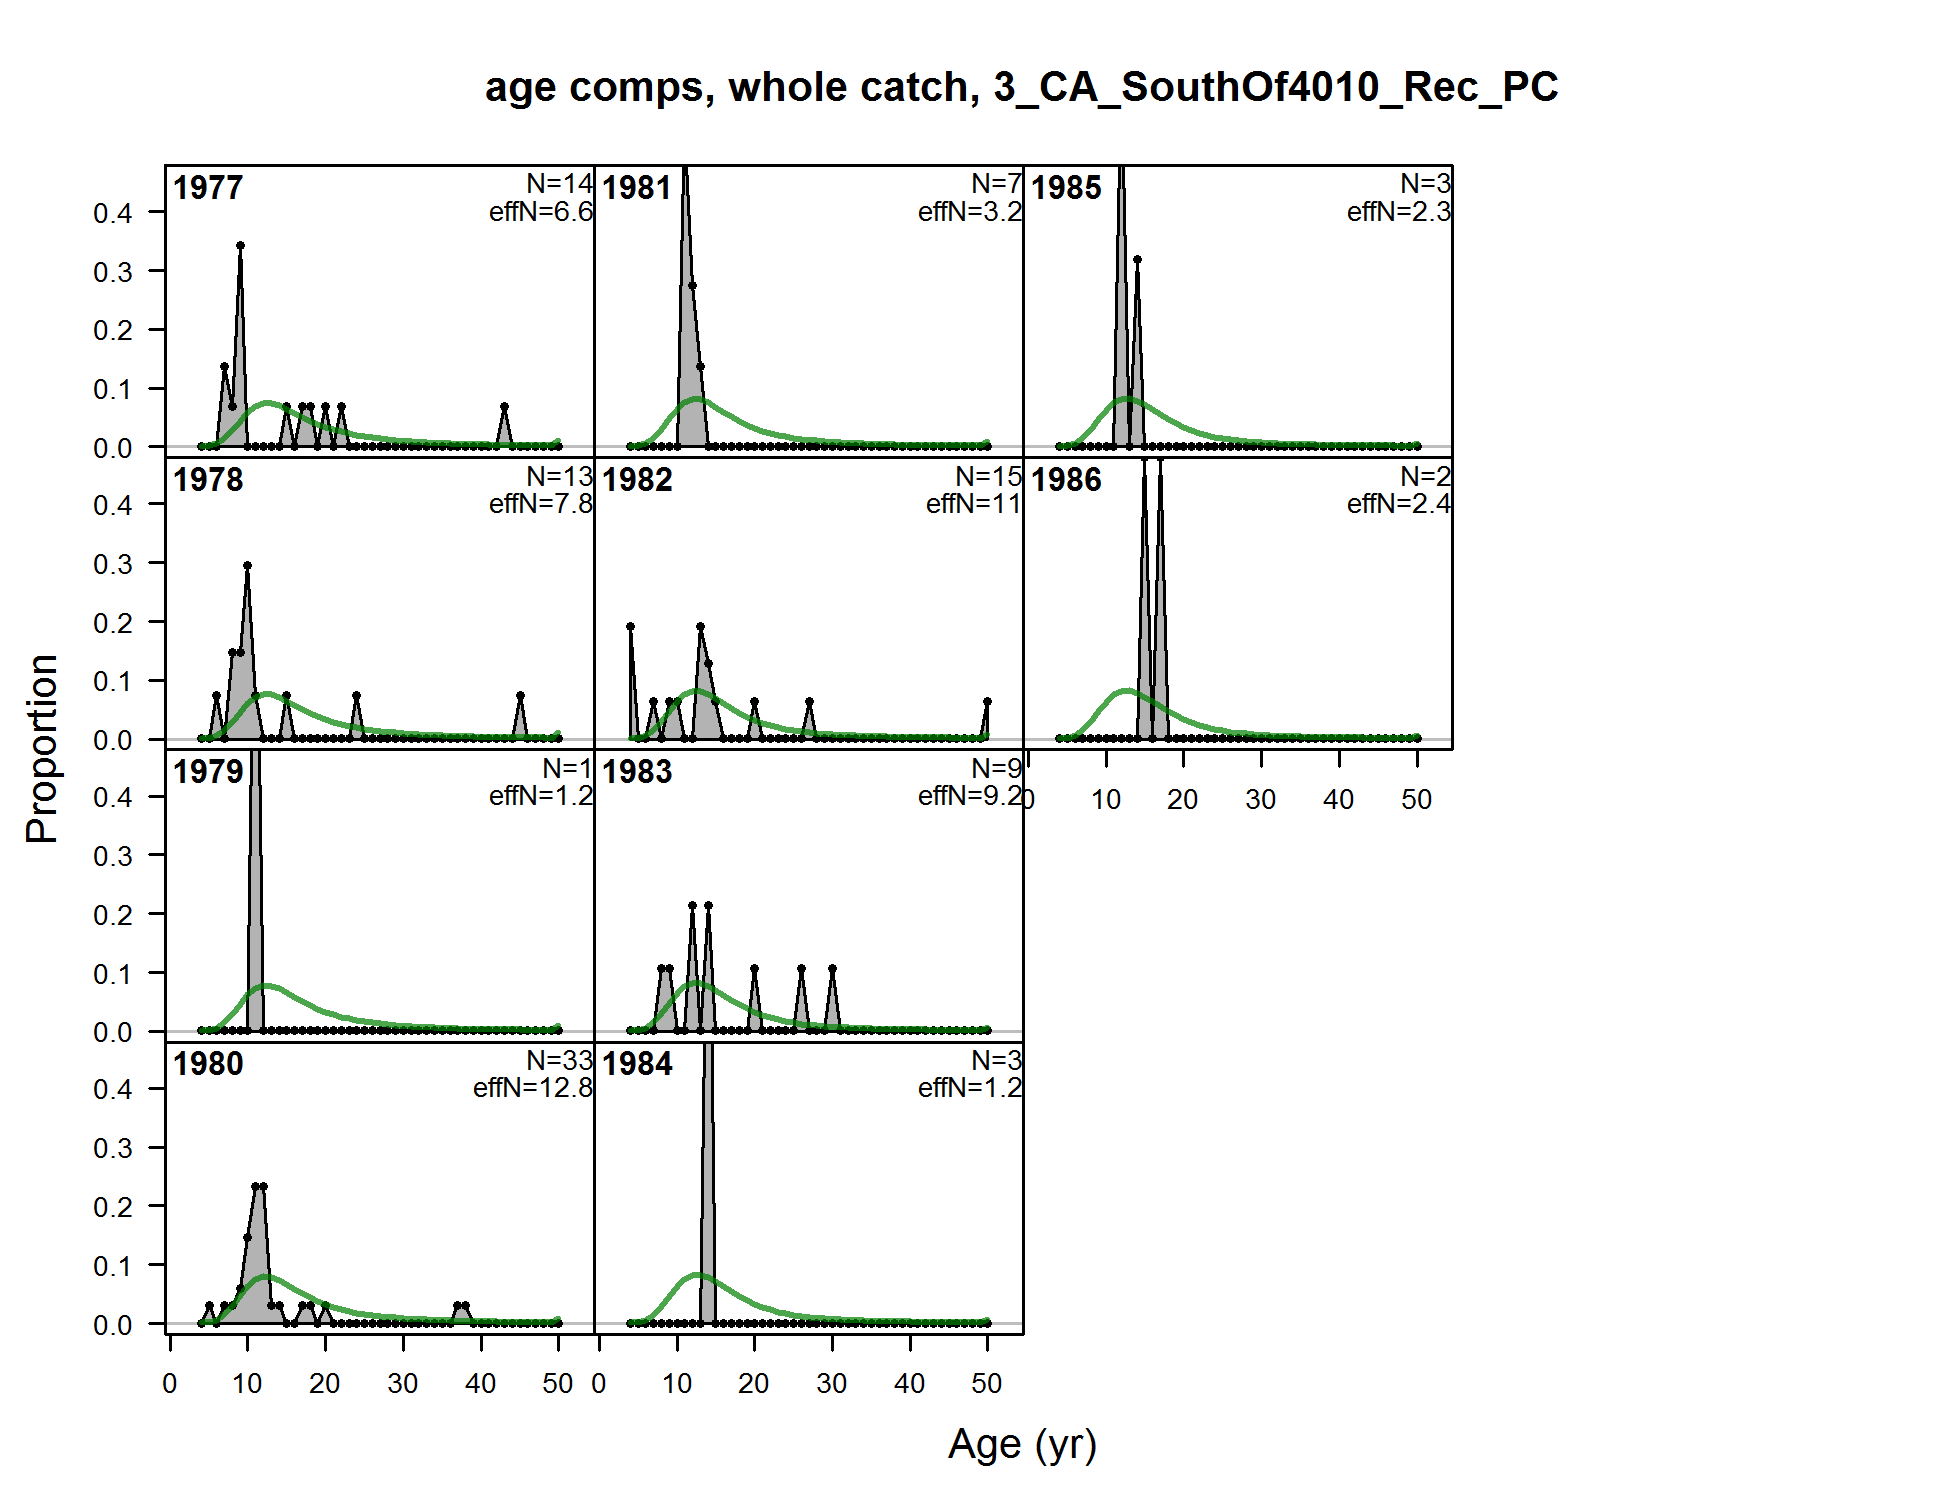 age comps, whole catch, 3_CA_SouthOf4010_Rec_PC
Proportion
1977
N=14
effN=6.6
0.4
0.3
0.2
0.1
0.0
1981
N=7
effN=3.2
1985
N=3
effN=2.3
1978
N=13
effN=7.8
0.4
0.3
0.2
0.1
0.0
1982
N=15
effN=11
1986
N=2
effN=2.4
0 10 20 30 40 50
1979
N=1
effN=1.2
0.4
0.3
0.2
0.1
0.0
1983
N=9
effN=9.2
1980
N=33
effN=12.8
0.4
0.3
0.2
0.1
0.0
1984
N=3
effN=1.2
0 10 20 30 40 50 0 10 20 30 40 50
Age (yr)